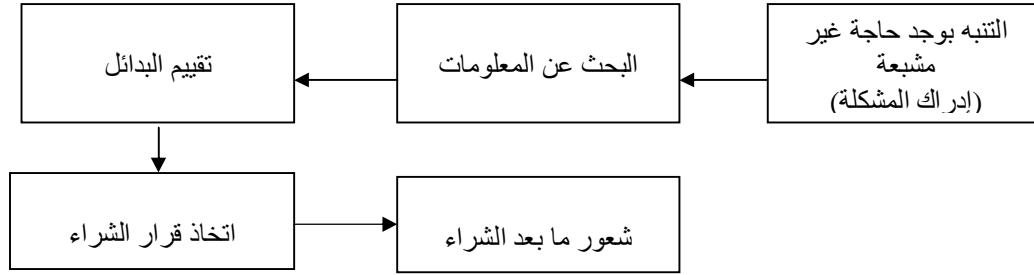 التنبه بوجد حاجة غير
مشبعة
(إدراك المشكلة)
البحث عن المعلومات
تقييم البدائل
اتخاذ قرار الشراء
شعور ما بعد الشراء